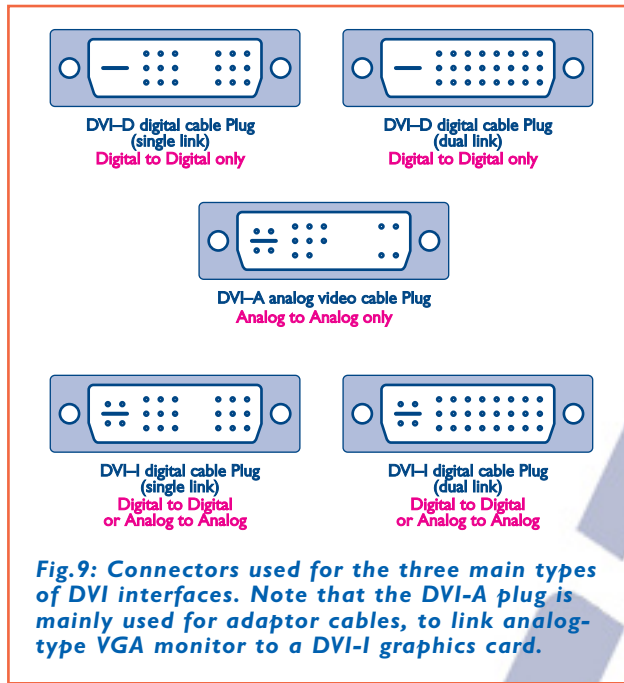 DVI–D digital cable Plug
(single link)
Digital to Digital only
DVI–D digital cable Plug
(dual link)
Digital to Digital only
DVI–A analog video cable Plug
Analog to Analog only
DVI–I digital cable Plug
(single link)
Digital to Digital
or Analog to Analog
DVI–I digital cable Plug
(dual link)
Digital to Digital
or Analog to Analog
Fig.9: Connectors used for the three main types
of DVI interfaces. Note that the DVI-A plug is
mainly used for adaptor cables, to link analog-
type VGA monitor to a DVI-I graphics card.